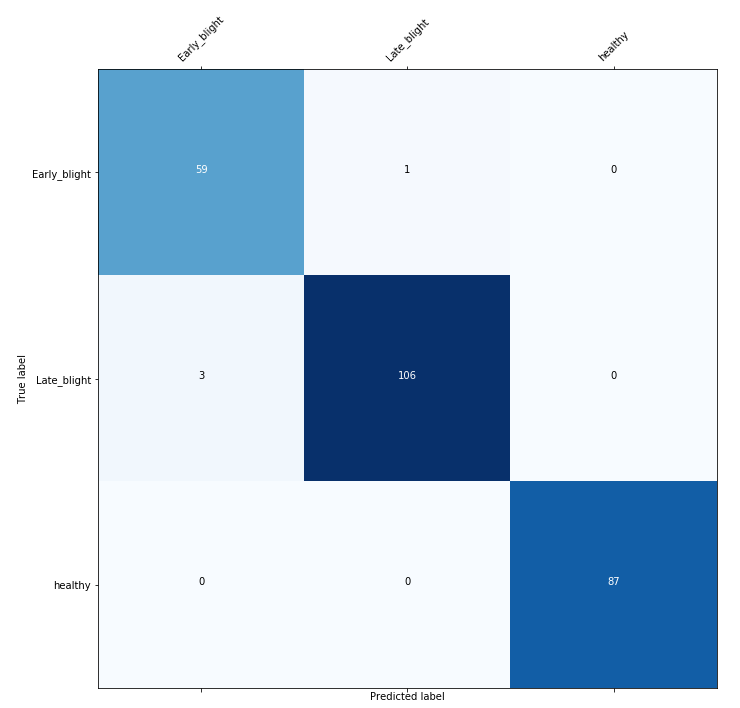 Early_blight
Late_blight
healthy
Early_blight
59
1
0
Late_blight
3
106
0
healthy
0
0
87
True label
Predicted label